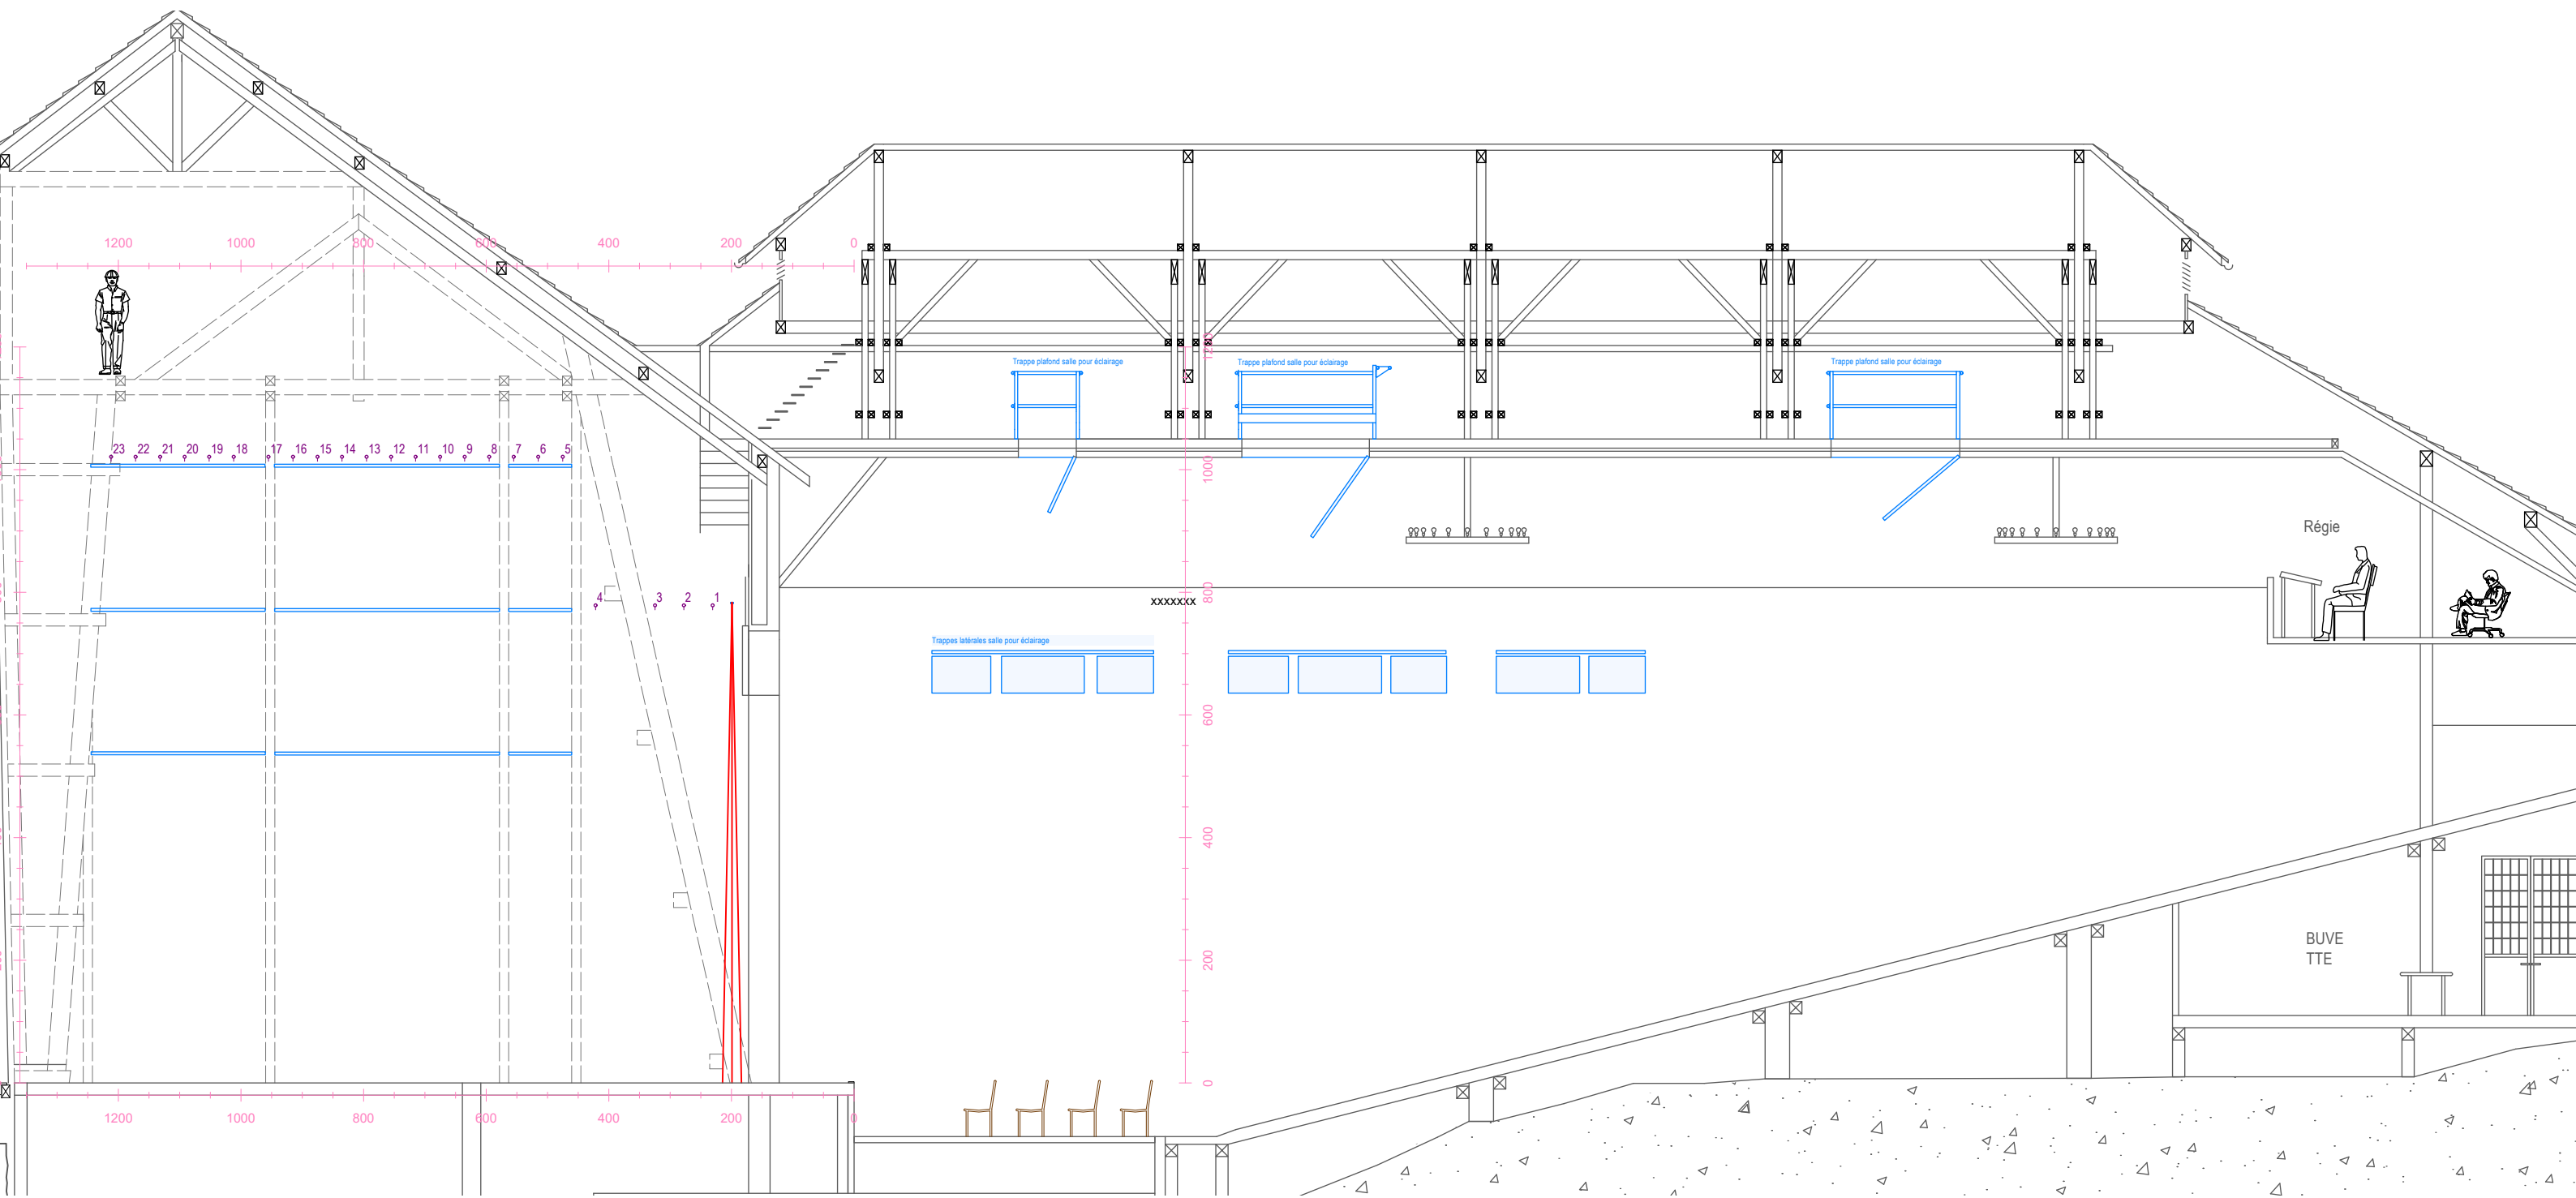 1200 1000 800 600 400 200 0
1200
Trappe plafond salle pour éclairage
Trappe plafond salle pour éclairage
Trappe plafond salle pour éclairage
23 22 21 20 19 18 17 16 15 14 13 12 11 10 9 8 7 6 5
1000
Régie
800
4 3 2 1
xxxxxxx
Trappes latérales salle pour éclairage
600
400
BUVE
TTE
200
0
1200 1000 800 600 400 200 0